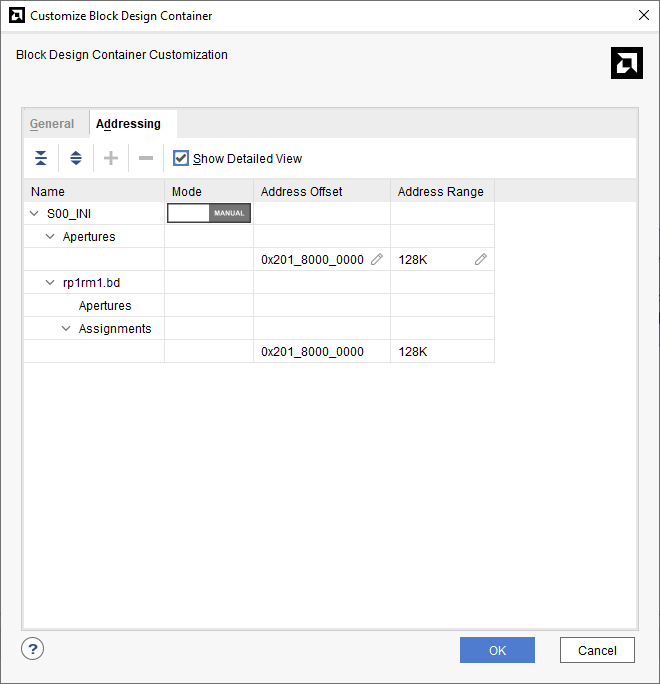 Customize Block Design Container
Block Design Container Customization
General
Addressing
Show Detailed View
Name Mode Address Offset Address Range
S00_INI MANUAL
Apertures
0x201_8000_0000 128K
rp1rm1.bd
Apertures
Assignments
0x201_8000_0000 128K
?
OK
Cancel